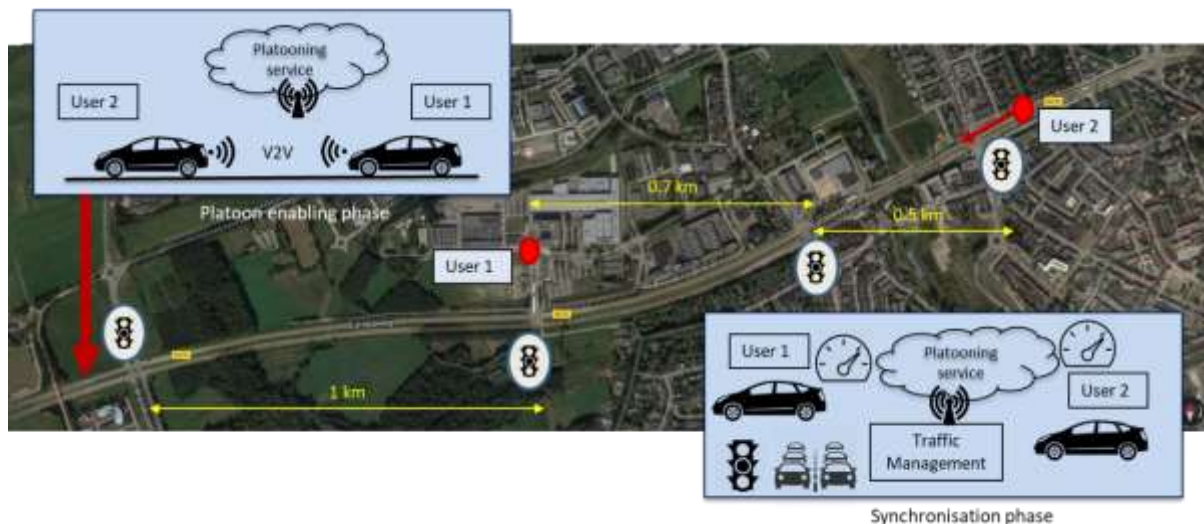 Platooning
service
User 2
User 1
V2V
Platoon enabling phase
User 2
0.7 km
0.5 km
User 1
1 km
User 1
Platooning
service
User 2
Traffic
Management
Synchronisation phase